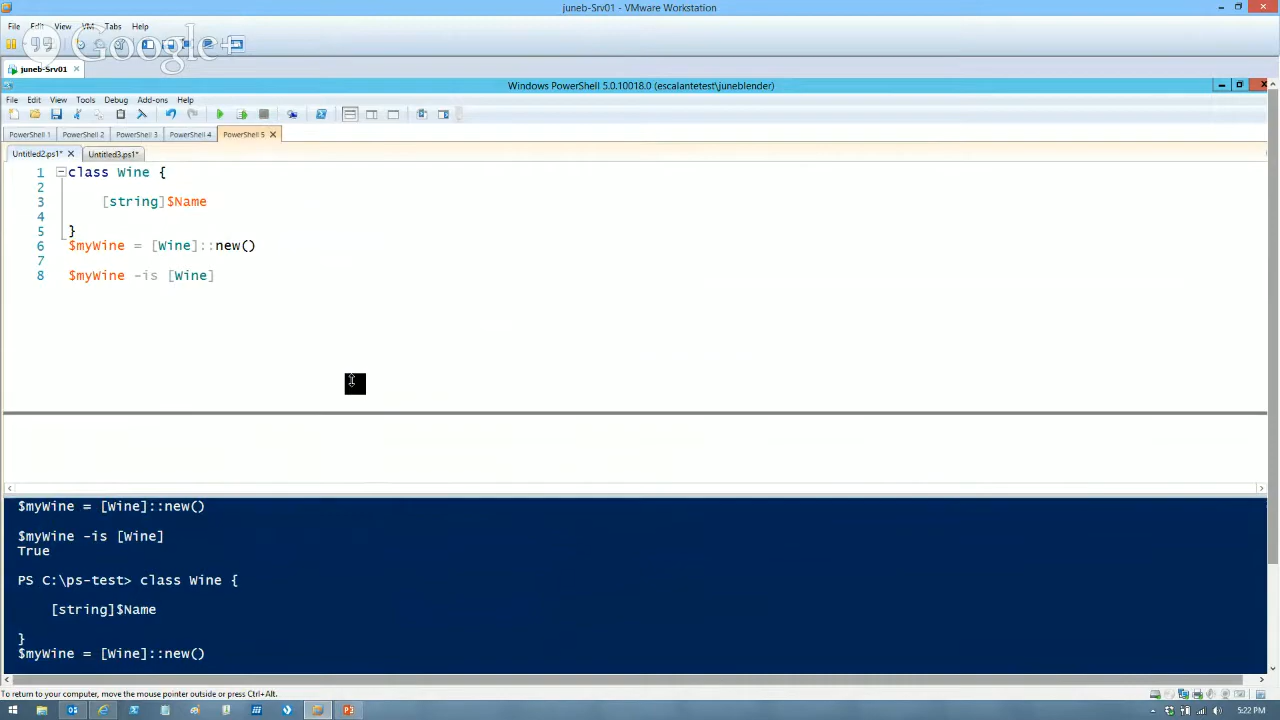 juneb-Srv01 - VMware Workstation
File Edit View VM Tabs Help
Google+
juneb-Srv01
Windows PowerShell 5.0.10018.0 (escalantetest\juneblender)
File Edit View Tools Debug Add-ons Help
PowerShell 1 PowerShell 2 PowerShell 3 PowerShell 4 PowerShell 5
Untitled2.ps1* Untitled3.ps1*
1 class Wine {
2
3 [string]$Name
4
5 }
6 $myWine = [Wine]::new()
7
8 $myWine -is [Wine]
$myWine = [Wine]::new()
$myWine -is [Wine]
True
PS C:\ps-test> class Wine {
[string]$Name
}
$myWine = [Wine]::new()
To return to your computer, move the mouse pointer outside or press Ctrl+Alt.
5:22 PM